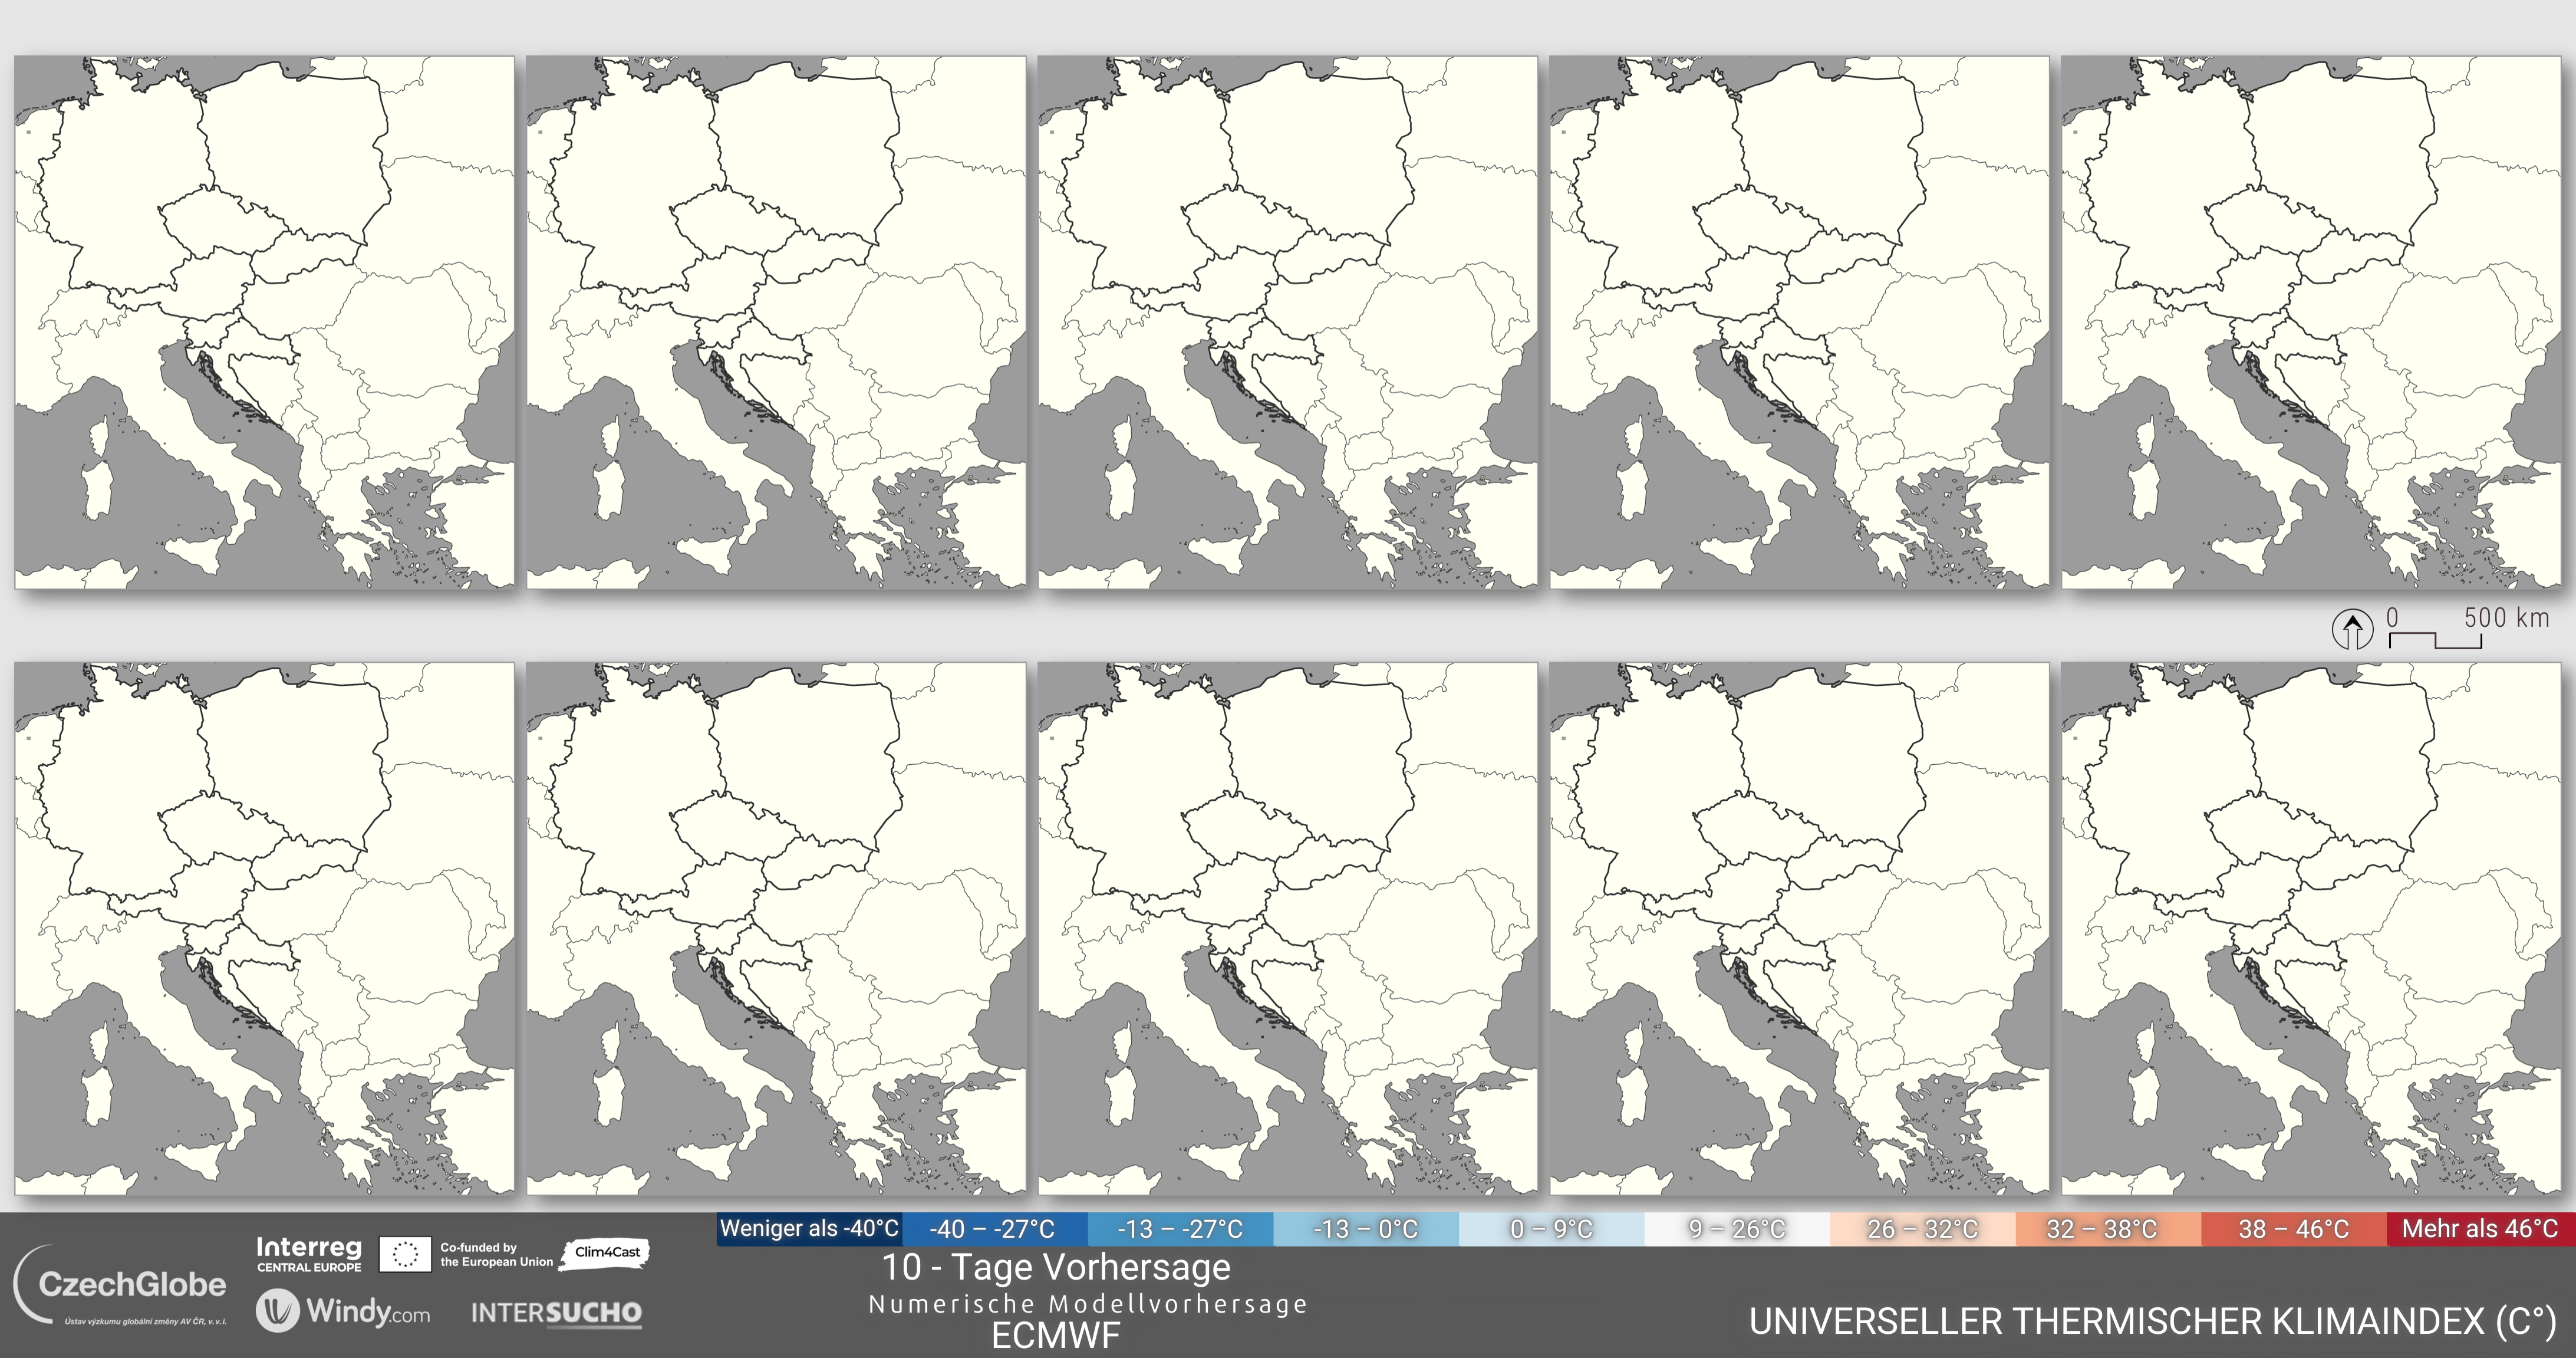 0 500 km
Weniger als -40°C
-40 – -27°C
-13 – -27°C
-13 – 0°C
0 – 9°C
9 – 26°C
26 – 32°C
32 – 38°C
38 – 46°C
Mehr als 46°C
CzechGlobe
Ústav výzkumu globální změny AV ČR, v. v. i.
Interreg
CENTRAL EUROPE
Co-funded by
the European Union
Clim4Cast
Windy.com
INTERSUCHO
10 - Tage Vorhersage
Numerische Modellvorhersage
ECMWF
UNIVERSELLER THERMISCHER KLIMAINDEX (C°)